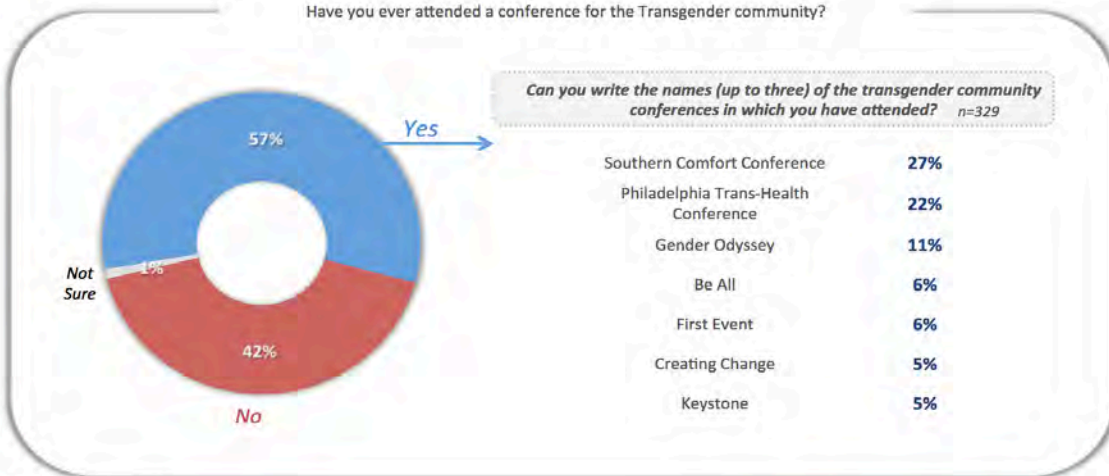 Have you ever attended a conference for the Transgender community?
Can you write the names (up to three) of the transgender community
conferences in which you have attended? n=329
57%
Yes
Southern Comfort Conference 27%
Philadelphia Trans-Health
Conference 22%
Gender Odyssey 11%
Not
Sure
1%
Be All 6%
First Event 6%
42%
Creating Change 5%
Keystone 5%
No